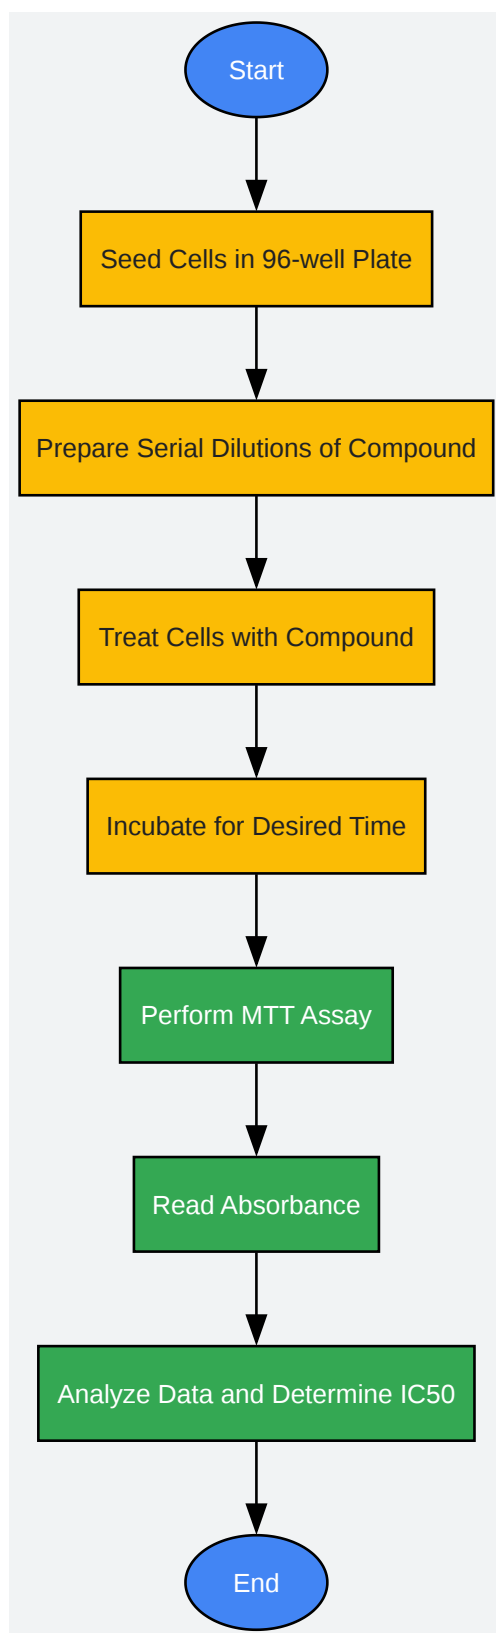 Start
Seed Cells in 96-well Plate
Prepare Serial Dilutions of Compound
Treat Cells with Compound
Incubate for Desired Time
Perform MTT Assay
Read Absorbance
Analyze Data and Determine IC50
End